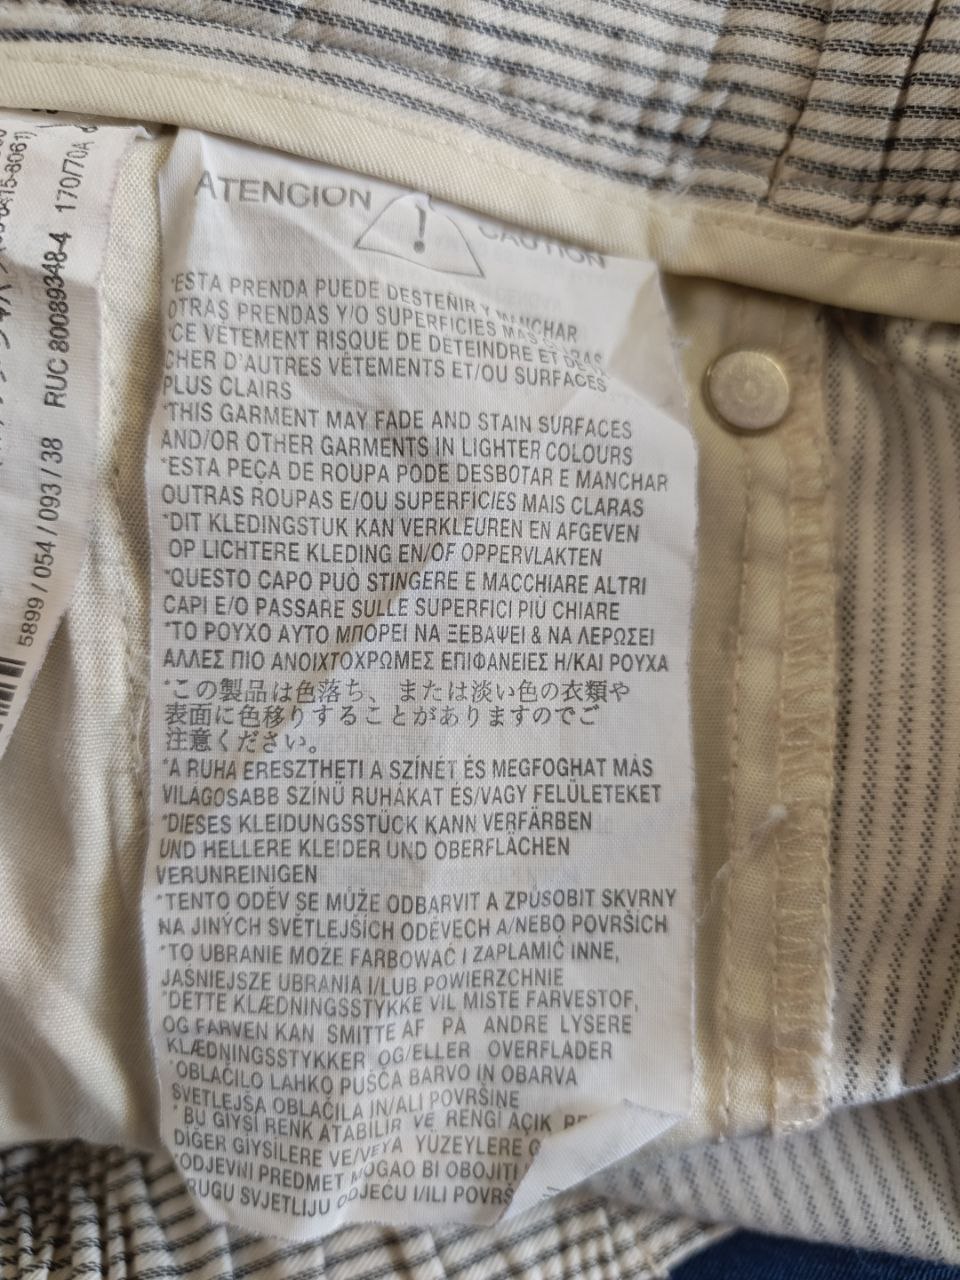 ATENCION
CAUTION
*ESTA PRENDA PUEDE DESTEÑIR Y MANCHAR
OTRAS PRENDAS Y/O SUPERFICIES MAS
*CE VÊTEMENT RISQUE DE DETEINDRE ET
CHER D'AUTRES VÊTEMENTS ET/OU SURFACES
PLUS CLAIRS
*THIS GARMENT MAY FADE AND STAIN SURFACES
AND/OR OTHER GARMENTS IN LIGHTER COLOURS
*ESTA PEÇA DE ROUPA PODE DESBOTAR E MANCHAR
OUTRAS ROUPAS E/OU SUPERFICIES MAIS CLARAS
*DIT KLEDINGSTUK KAN VERKLEUREN EN AFGEVEN
OP LICHTERE KLEDING EN/OF OPPERVLAKTEN
*QUESTO CAPO PUO STINGERE E MACCHIARE ALTRI
CAPI E/O PASSARE SULLE SUPERFICI PIÙ CHIARE
*ΤΟ ΡΟΥΧΟ ΑΥΤΟ ΜΠΟΡΕΙ ΝΑ ΞΕΒΑΨΕΙ & ΝΑ ΛΕΡΩΣΕΙ
ΑΛΛΕΣ ΠΙΟ ΑΝΟΙΧΤΟΧΡΩΜΕΣ ΕΠΙΦΑΝΕΙΕΣ Η/ΚΑΙ ΡΟΥΧΑ
*この製品は色落ち、または淡い色の衣類や
表面に色移りすることがありますのでご
注意ください。
*A RUHA ERESZTHETI A SZÍNÉT ÉS MEGFOGHAT MÁS
VILÁGOSABB SZÍNŰ RUHÁKAT ÉS/VAGY FELÜLETEKET
*DIESES KLEIDUNGSSTÜCK KANN VERFÄRBEN
UND HELLERE KLEIDER UND OBERFLÄCHEN
VERUNREINIGEN
*TENTO ODĚV SE MŮŽE ODBARVIT A ZPŮSOBIT SKVRNY
NA JINÝCH SVĚTLEJŠÍCH ODĚVECH A/NEBO POVRŠÍCH
*TO UBRANIE MOŻE FARBOWAĆ I ZAPLAMIĆ INNE,
JAŚNIEJSZE UBRANIA I/LUB POWIERZCHNIE
*DETTE KLÆDNINGSSTYKKE VIL MISTE FARVESTOF,
OG FARVEN KAN SMITTE AF PÅ ANDRE LYSERE
KLÆDNINGSSTYKKER OG/ELLER OVERFLADER
*OBLAČILO LAHKO PUŠČA BARVO IN OBARVA
SVETLEJŠA OBLAČILA IN/ALI POVRŠINE
*BU GİYSİ RENK ATABİLİR VE RENGİ AÇIK
DİĞER GİYSİLERE VE/VEYA YÜZEYLERE
*ODJEVNI PREDMET MOGAO BI OBOJITI
DRUGU SVJETLIJU ODJEĆU I/ILI
RUC 80089348-4 170/70A
5899 / 054 / 093 / 38